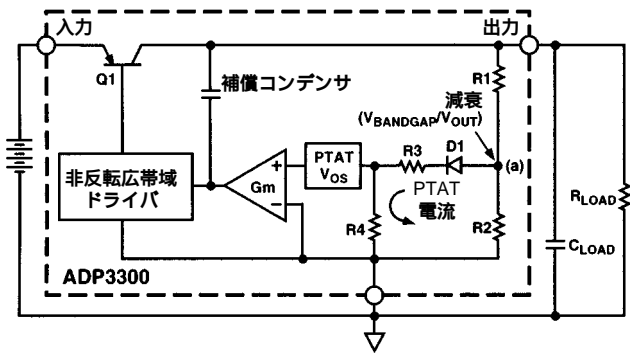 入力
出力
Q1
補償コンデンサ
R1
減衰
(VBANDGAP/VOUT)
非反転広帯域
ドライバ
Gm
+
−
PTAT
VOS
R3
D1
(a)
PTAT
電流
R4
R2
RLOAD
CLOAD
ADP3300